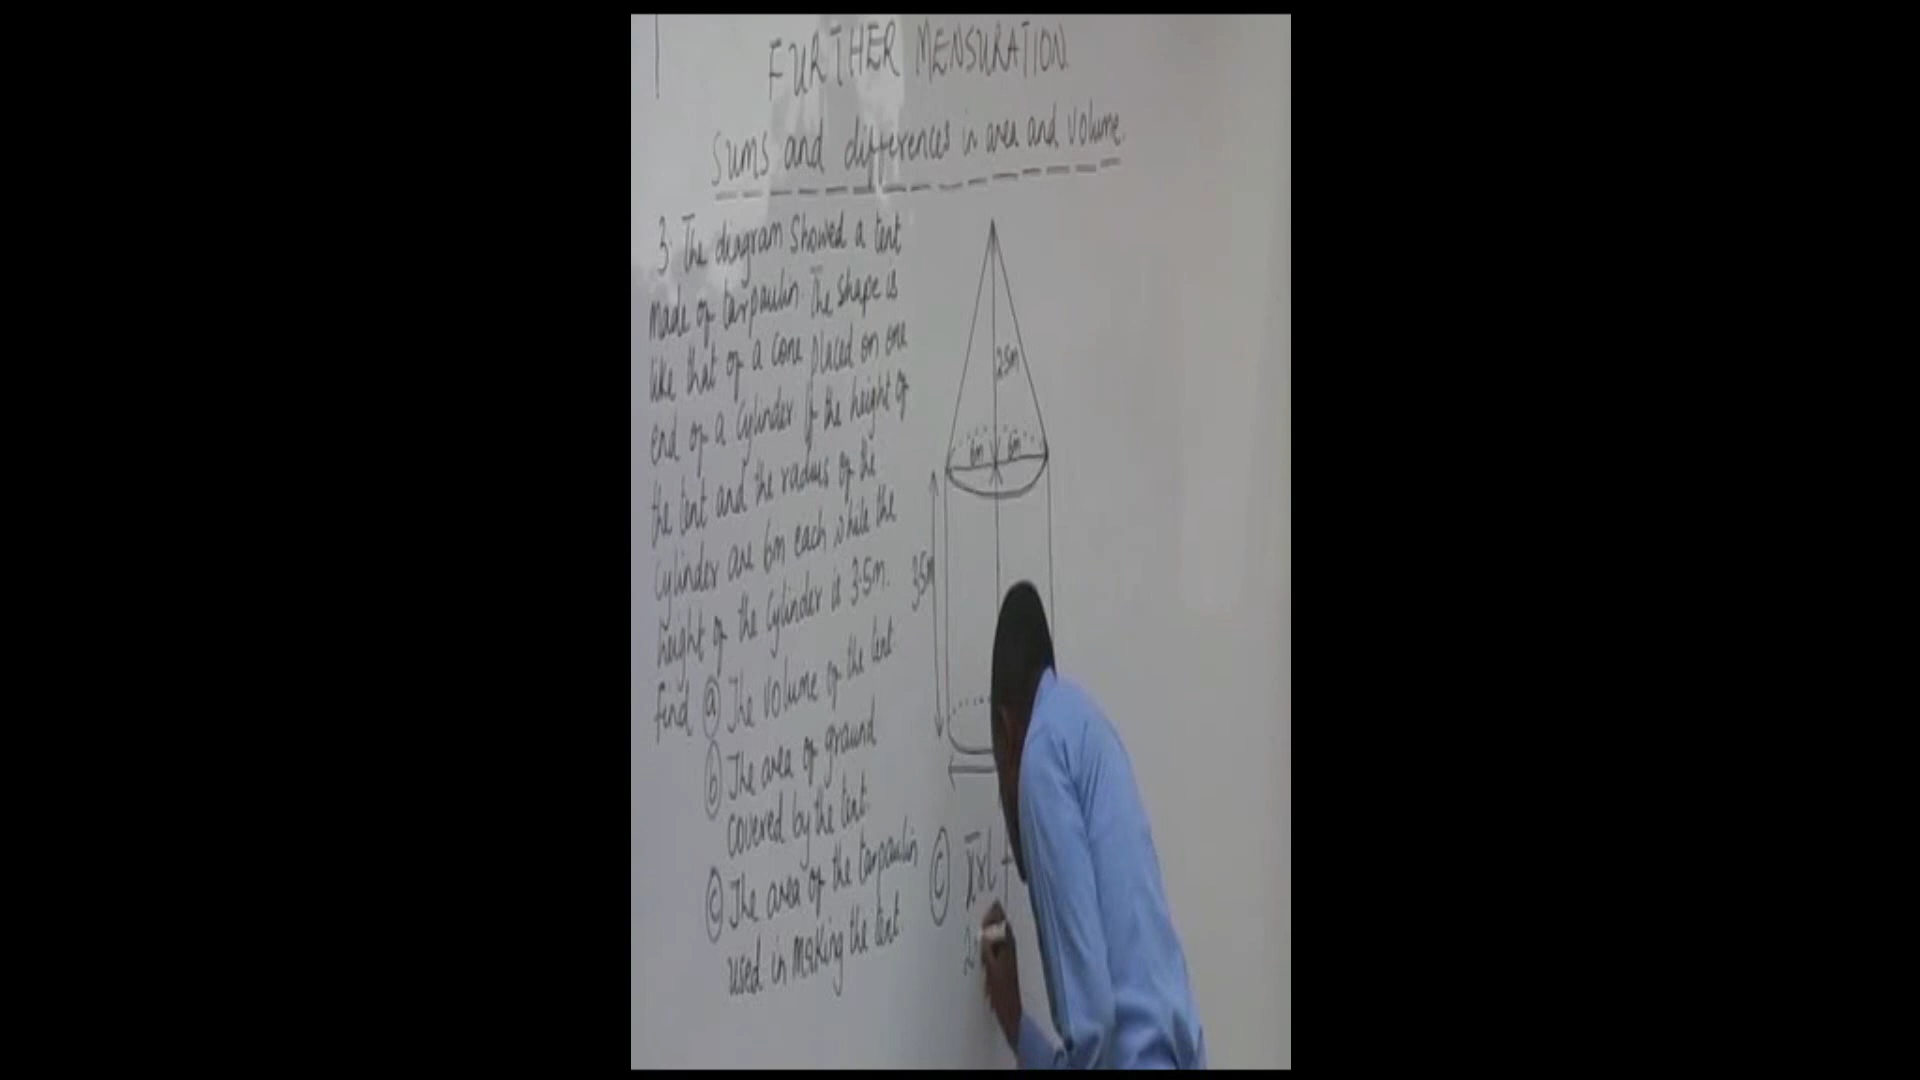 FURTHER MENSURATION
Sums and differences in area and volume.
3. The diagram showed a tent
made of tarpaulin. The shape is
like that of a cone placed on one
end of a cylinder if the height of
the tent and the radius of the
cylinder are 6m each while the
height of the cylinder is 3.5m.
Find (a) The volume of the tent.
(b) The area of ground
covered by the tent.
(c) The area of the tarpaulin
used in making the tent.
2.5m
6m 6m
3.5m
(c) πrl +
2